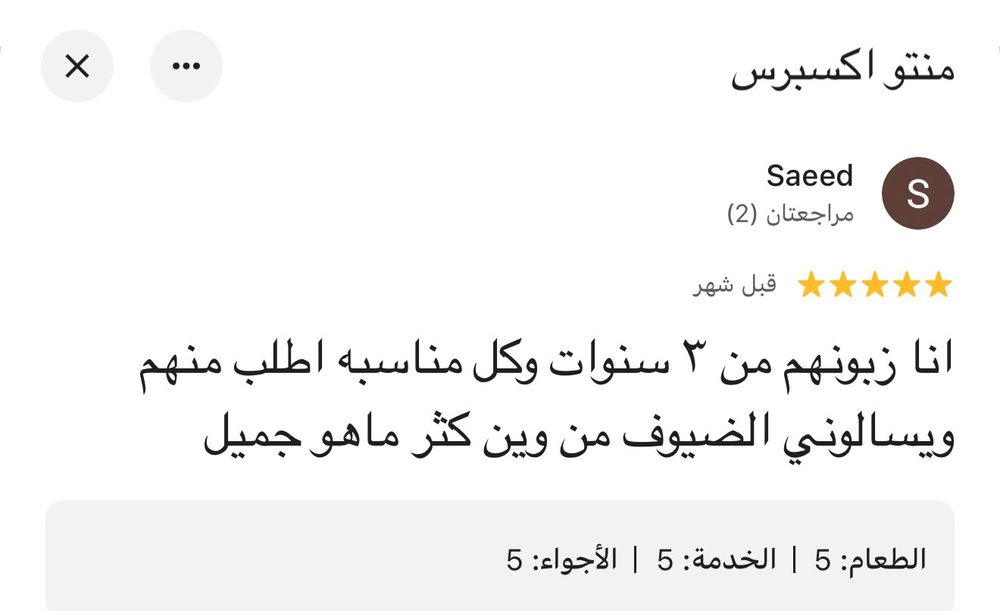 منتو اكسبرس
Saeed
S
مراجعتان (2)
قبل شهر
انا زبونهم من ٣ سنوات وكل مناسبه اطلب منهم
ويسالوني الضيوف من وين كثر ماهو جميل
الطعام: 5 | الخدمة: 5 | الأجواء: 5